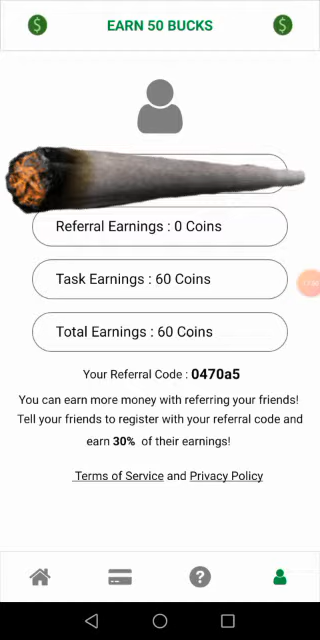 EARN 50 BUCKS
Referral Earnings : 0 Coins
Task Earnings : 60 Coins
Total Earnings : 60 Coins
Your Referral Code : 0470a5
You can earn more money with referring your friends!
Tell your friends to register with your referral code and
earn 30% of their earnings!
Terms of Service and Privacy Policy